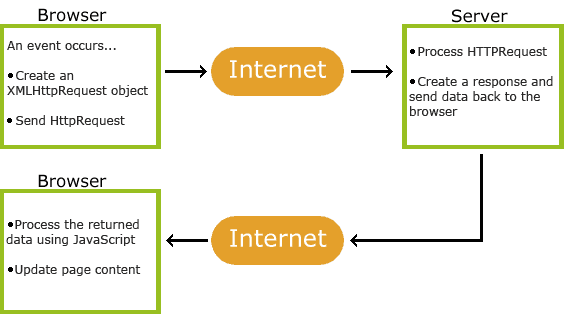 Browser
An event occurs...
•Create an
XMLHttpRequest object
• Send HttpRequest
Internet
Server
•Process HTTPRequest
•Create a response and
send data back to the
browser
Browser
•Process the returned
data using JavaScript
•Update page content
Internet